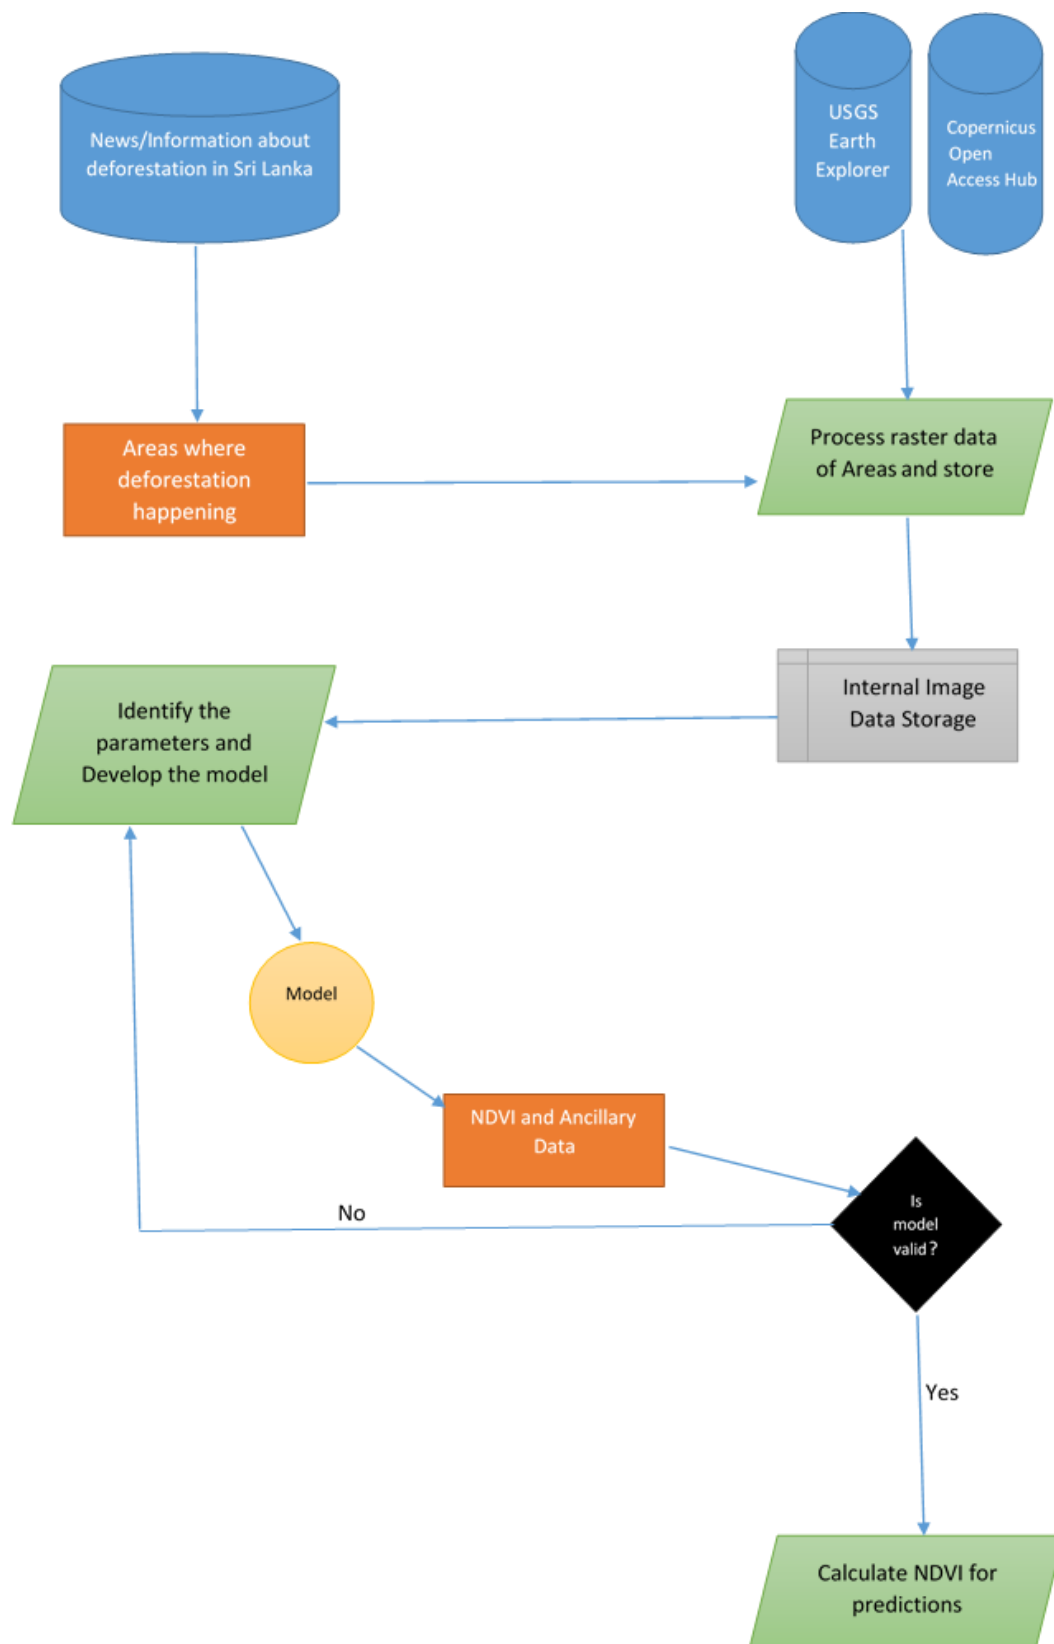 News/Information about
deforestation in Sri Lanka
USGS
Earth
Explorer
Copernicus
Open
Access Hub
Areas where
deforestation
happening
Process raster data
of Areas and store
Internal Image
Data Storage
Identify the
parameters and
Develop the model
Model
NDVI and Ancillary
Data
No
Is
model
valid?
Yes
Calculate NDVI for
predictions